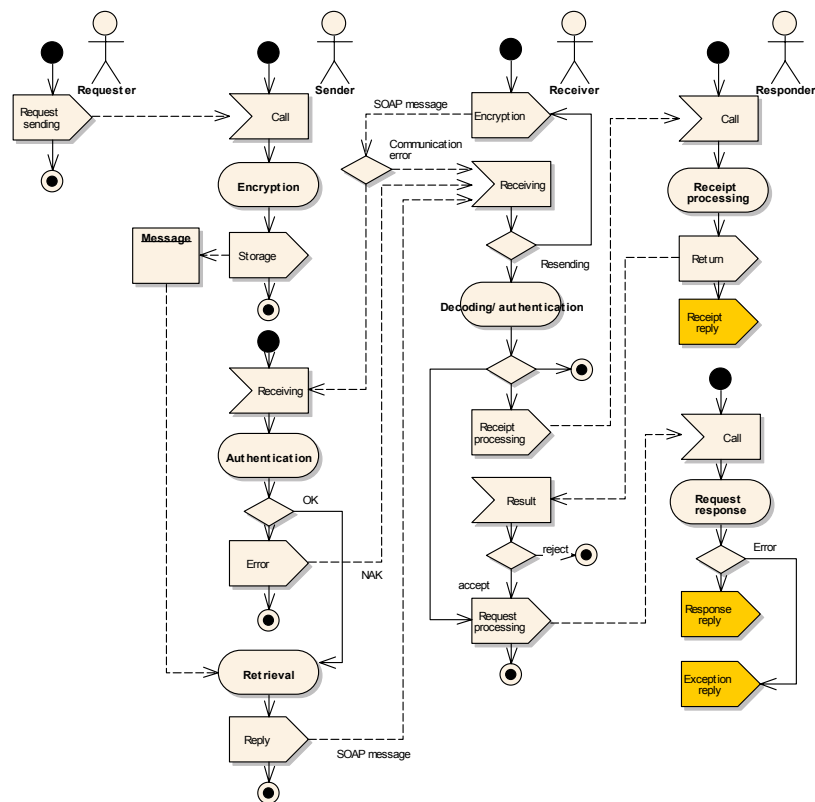 Requester
Sender
Receiver
Responder
Request
sending
Call
Encryption
Storage
Message
Receiving
Authentication
OK
Error
NAK
Retrieval
Reply
SOAP message
SOAP message
Encryption
Communication
error
Receiving
Resending
Decoding/ authentication
Receipt
processing
Result
reject
accept
Request
processing
Call
Receipt
processing
Return
Receipt
reply
Call
Request
response
Error
Response
reply
Exception
reply